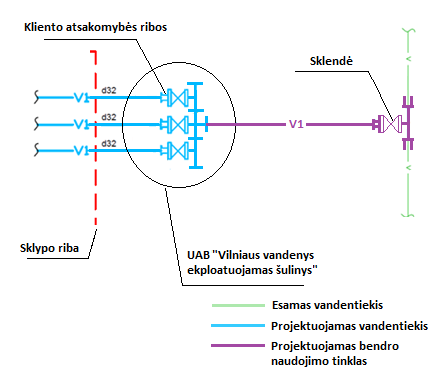 Kliento atsakomybės ribos
Sklendė
d32
V1
d32
V1
V1
d32
V1
Sklypo riba
UAB "Vilniaus vandenys
ekploatuojamas šulinys"
Esamas vandentiekis
Projektuojamas vandentiekis
Projektuojamas bendro
naudojimo tinklas